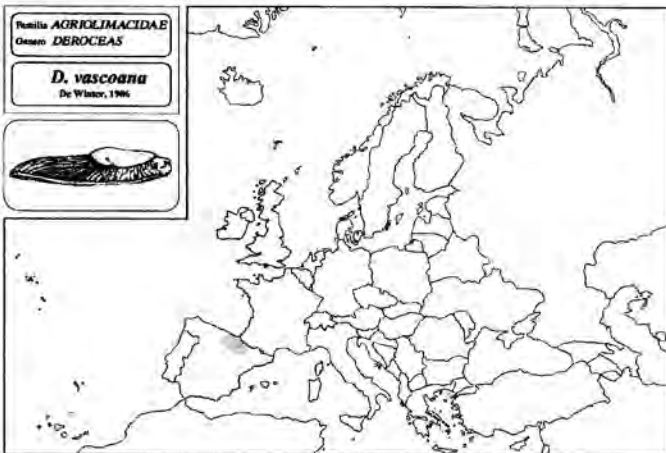 Familia AGRIOLIMACIDAE
Genero DEROCEAS
D. vascoana
De Winter, 1986